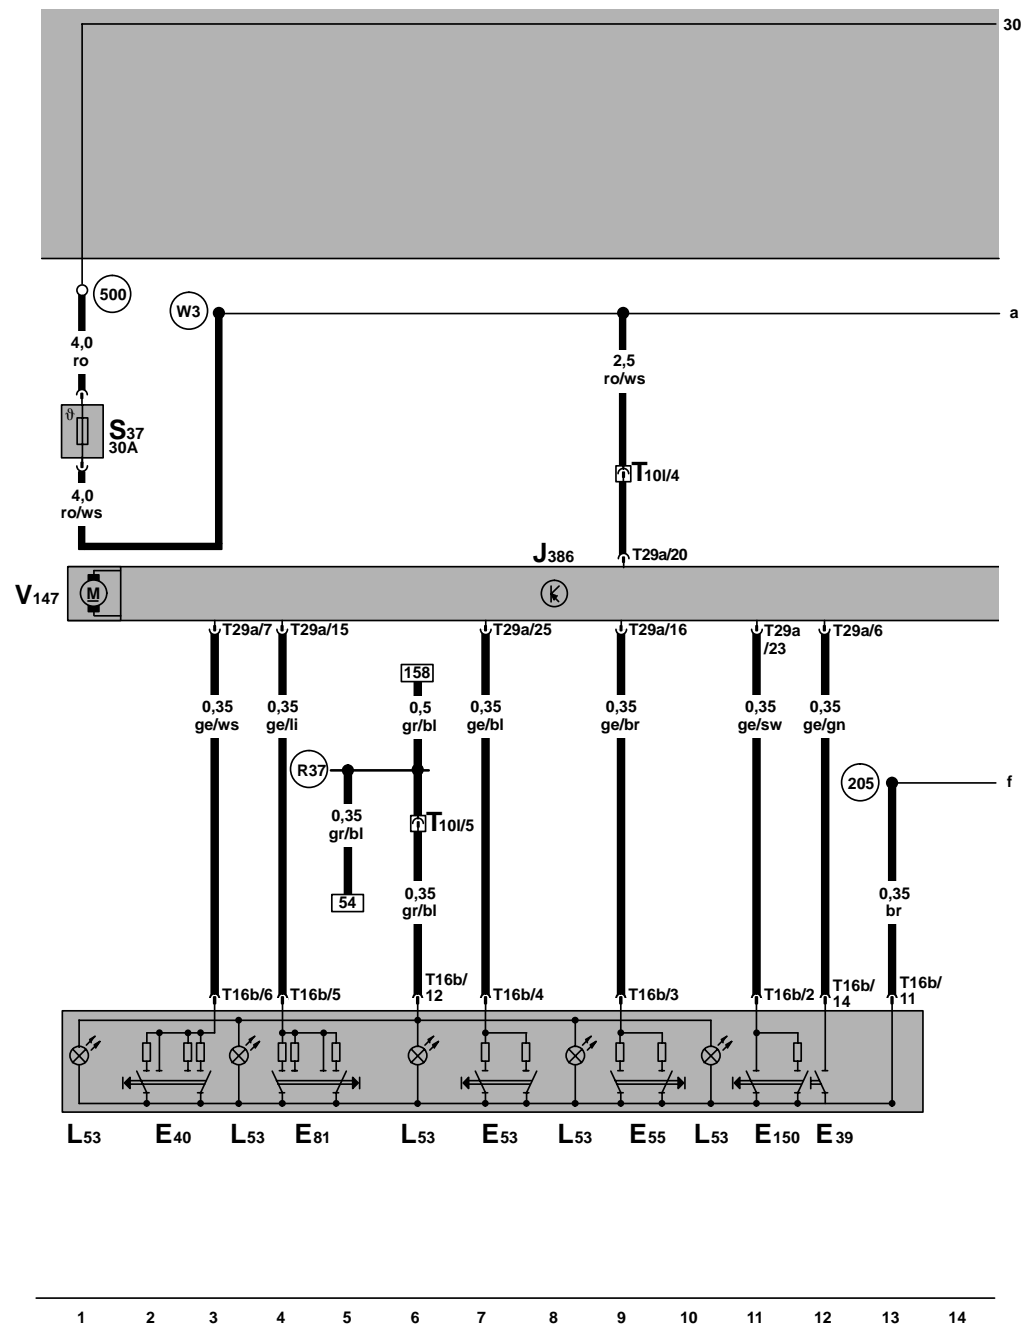 30
500
W3
a
4,0
ro
2,5
ro/ws
ϑ
S37
30A
T10l/4
4,0
ro/ws
J386
T29a/20
V147
M
T29a/7
T29a/15
T29a/25
T29a/16
T29a
/23
T29a/6
158
0,35
ge/ws
0,35
ge/li
0,5
gr/bl
0,35
ge/bl
0,35
ge/br
0,35
ge/sw
0,35
ge/gn
R37
205
f
0,35
gr/bl
T10l/5
54
0,35
gr/bl
0,35
br
T16b/6
T16b/5
T16b/
12
T16b/4
T16b/3
T16b/2
T16b/
14
T16b/
11
L53
E40
L53
E81
L53
E53
L53
E55
L53
E150
E39
1 2 3 4 5 6 7 8 9 10 11 12 13 14